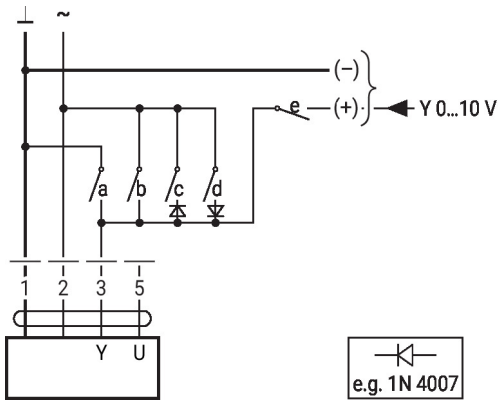 ⊥ ~
(–)
e (+) Y 0...10 V
a b c d
1 2 3 5
Y U
e.g. 1N 4007